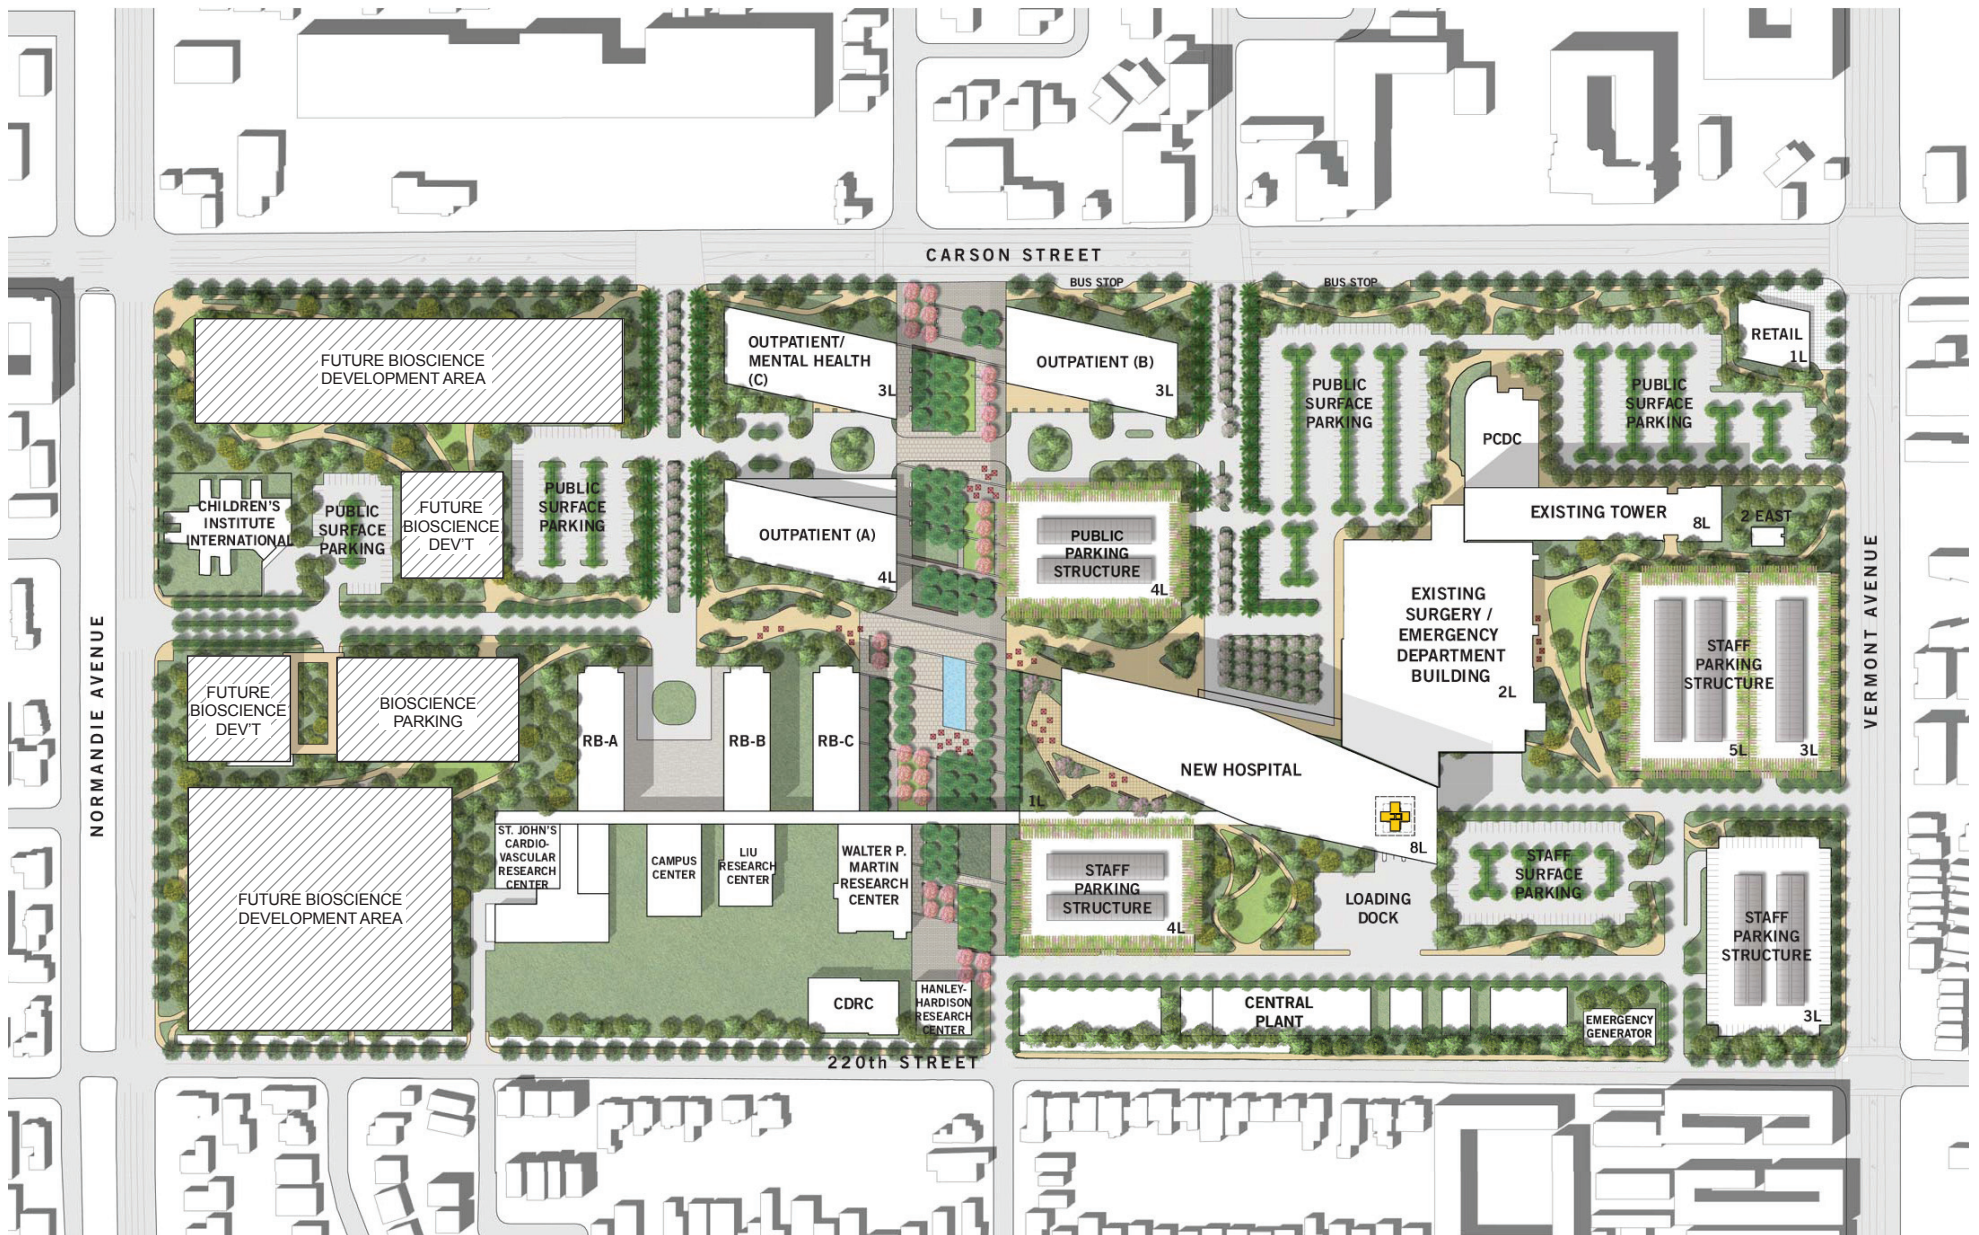 CARSON STREET
BUS STOP
BUS STOP
FUTURE BIOSCIENCE
DEVELOPMENT AREA
OUTPATIENT/
MENTAL HEALTH
(C)
3L
OUTPATIENT (B)
3L
PUBLIC
SURFACE
PARKING
PUBLIC
SURFACE
PARKING
RETAIL
1L
PCDC
CHILDREN'S
INSTITUTE
INTERNATIONAL
PUBLIC
SURFACE
PARKING
FUTURE
BIOSCIENCE
DEV'T
PUBLIC
SURFACE
PARKING
OUTPATIENT (A)
4L
PUBLIC
PARKING
STRUCTURE
4L
EXISTING TOWER
8L
2 EAST
EXISTING
SURGERY /
EMERGENCY
DEPARTMENT
BUILDING
2L
STAFF
PARKING
STRUCTURE
5L
3L
NORMANDIE AVENUE
VERMONT AVENUE
FUTURE
BIOSCIENCE
DEV'T
BIOSCIENCE
PARKING
RB-A
RB-B
RB-C
NEW HOSPITAL
H
8L
1L
FUTURE BIOSCIENCE
DEVELOPMENT AREA
ST. JOHN'S
CARDIO-
VASCULAR
RESEARCH
CENTER
CAMPUS
CENTER
LIU
RESEARCH
CENTER
WALTER P.
MARTIN
RESEARCH
CENTER
STAFF
PARKING
STRUCTURE
4L
LOADING
DOCK
STAFF
SURFACE
PARKING
STAFF
PARKING
STRUCTURE
3L
CDRC
HANLEY-
HARDISON
RESEARCH
CENTER
CENTRAL
PLANT
EMERGENCY
GENERATOR
220th STREET